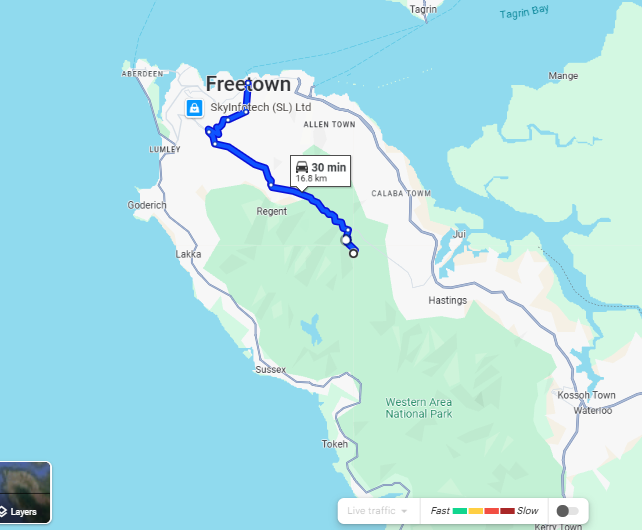 Tagrin
Tagrin Bay
ABERDEEN
Mange
Freetown
SkyInfotech (SL) Ltd
ALLEN TOWN
LUMLEY
30 min
16.8 km
CALABA TOWM
Goderich
Regent
Jui
Lakka
Hastings
Sussex
Western Area
National Park
Kossoh Town
Waterloo
Tokeh
Layers
Live traffic
Fast
Slow
Kerry Town